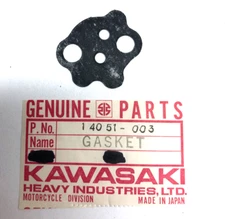 GENUINE PARTS
P. No. 14051-003
Name GASKET
KAWASAKI
HEAVY INDUSTRIES, LTD.
MOTORCYCLE DIVISION MADE IN JAPAN